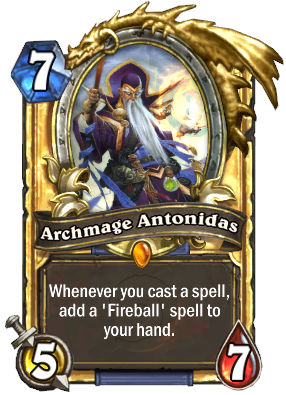 7
Archmage Antonidas
Whenever you cast a spell,
add a 'Fireball' spell to
your hand.
5
7